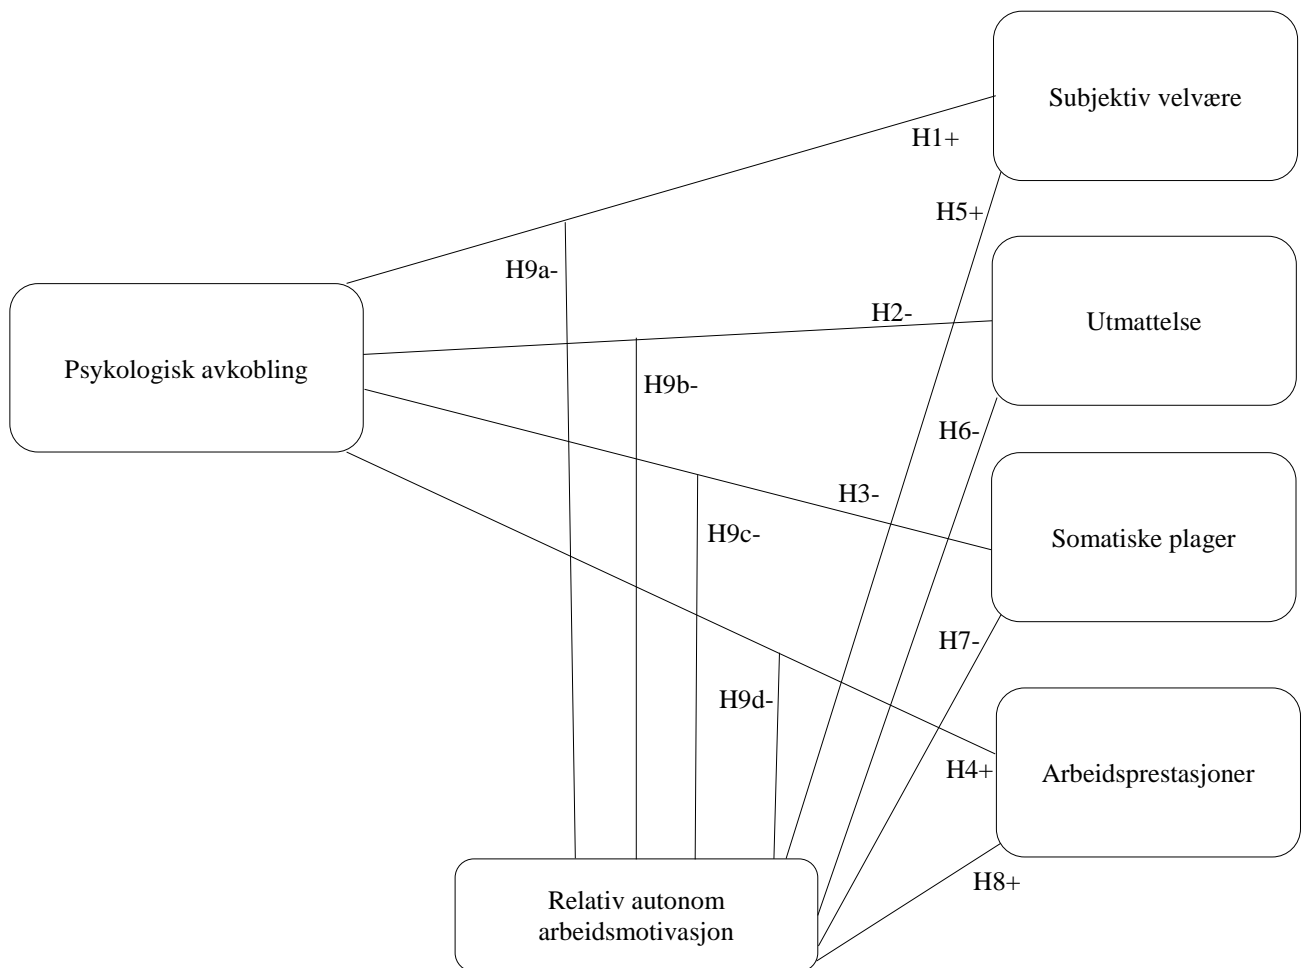 Subjektiv velvære
H1+
H5+
H9a-
Utmattelse
H2-
Psykologisk avkobling
H9b-
H6-
H3-
Somatiske plager
H9c-
H7-
H9d-
H4+
Arbeidsprestasjoner
H8+
Relativ autonom
arbeidsmotivasjon